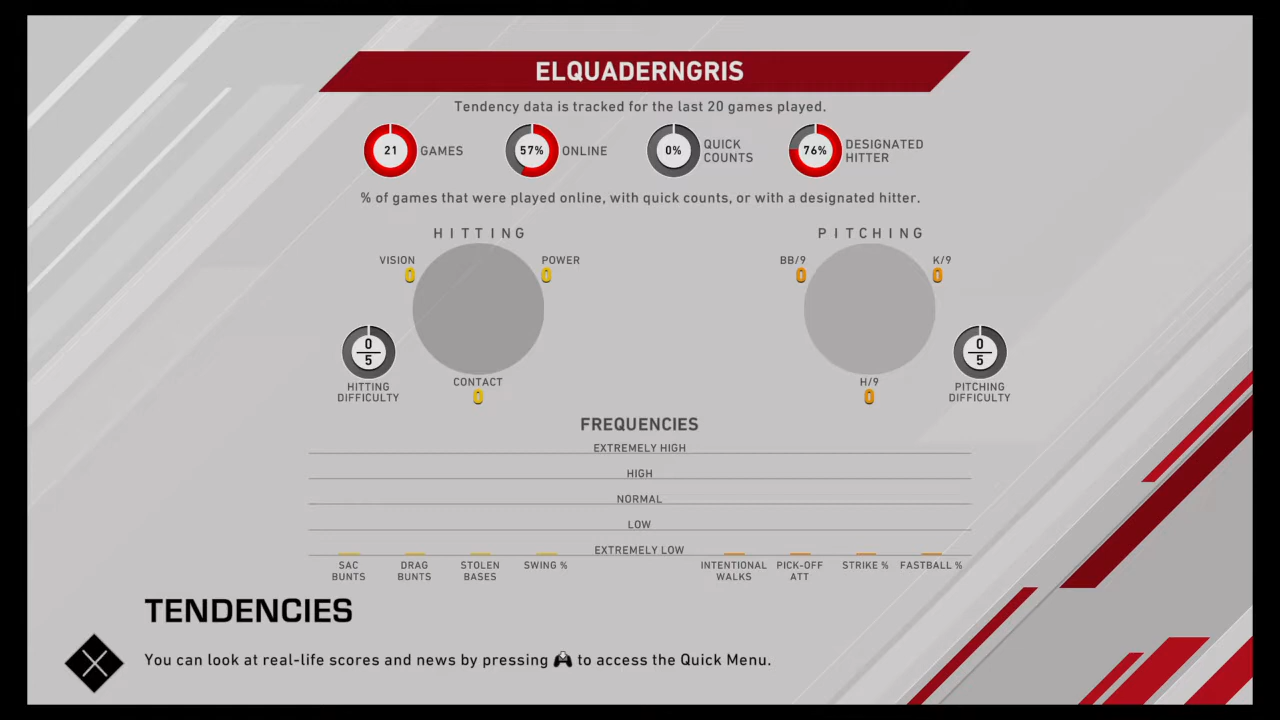 ELQUADERNGRIS
Tendency data is tracked for the last 20 games played.
21 GAMES
57% ONLINE
0% QUICK COUNTS
76% DESIGNATED HITTER
% of games that were played online, with quick counts, or with a designated hitter.
HITTING
VISION
0
POWER
0
0
5
HITTING
DIFFICULTY
CONTACT
0
PITCHING
BB/9
0
K/9
0
H/9
0
0
5
PITCHING
DIFFICULTY
FREQUENCIES
EXTREMELY HIGH
HIGH
NORMAL
LOW
EXTREMELY LOW
SAC
BUNTS
DRAG
BUNTS
STOLEN
BASES
SWING %
INTENTIONAL
WALKS
PICK-OFF
ATT
STRIKE %
FASTBALL %
TENDENCIES
You can look at real-life scores and news by pressing to access the Quick Menu.